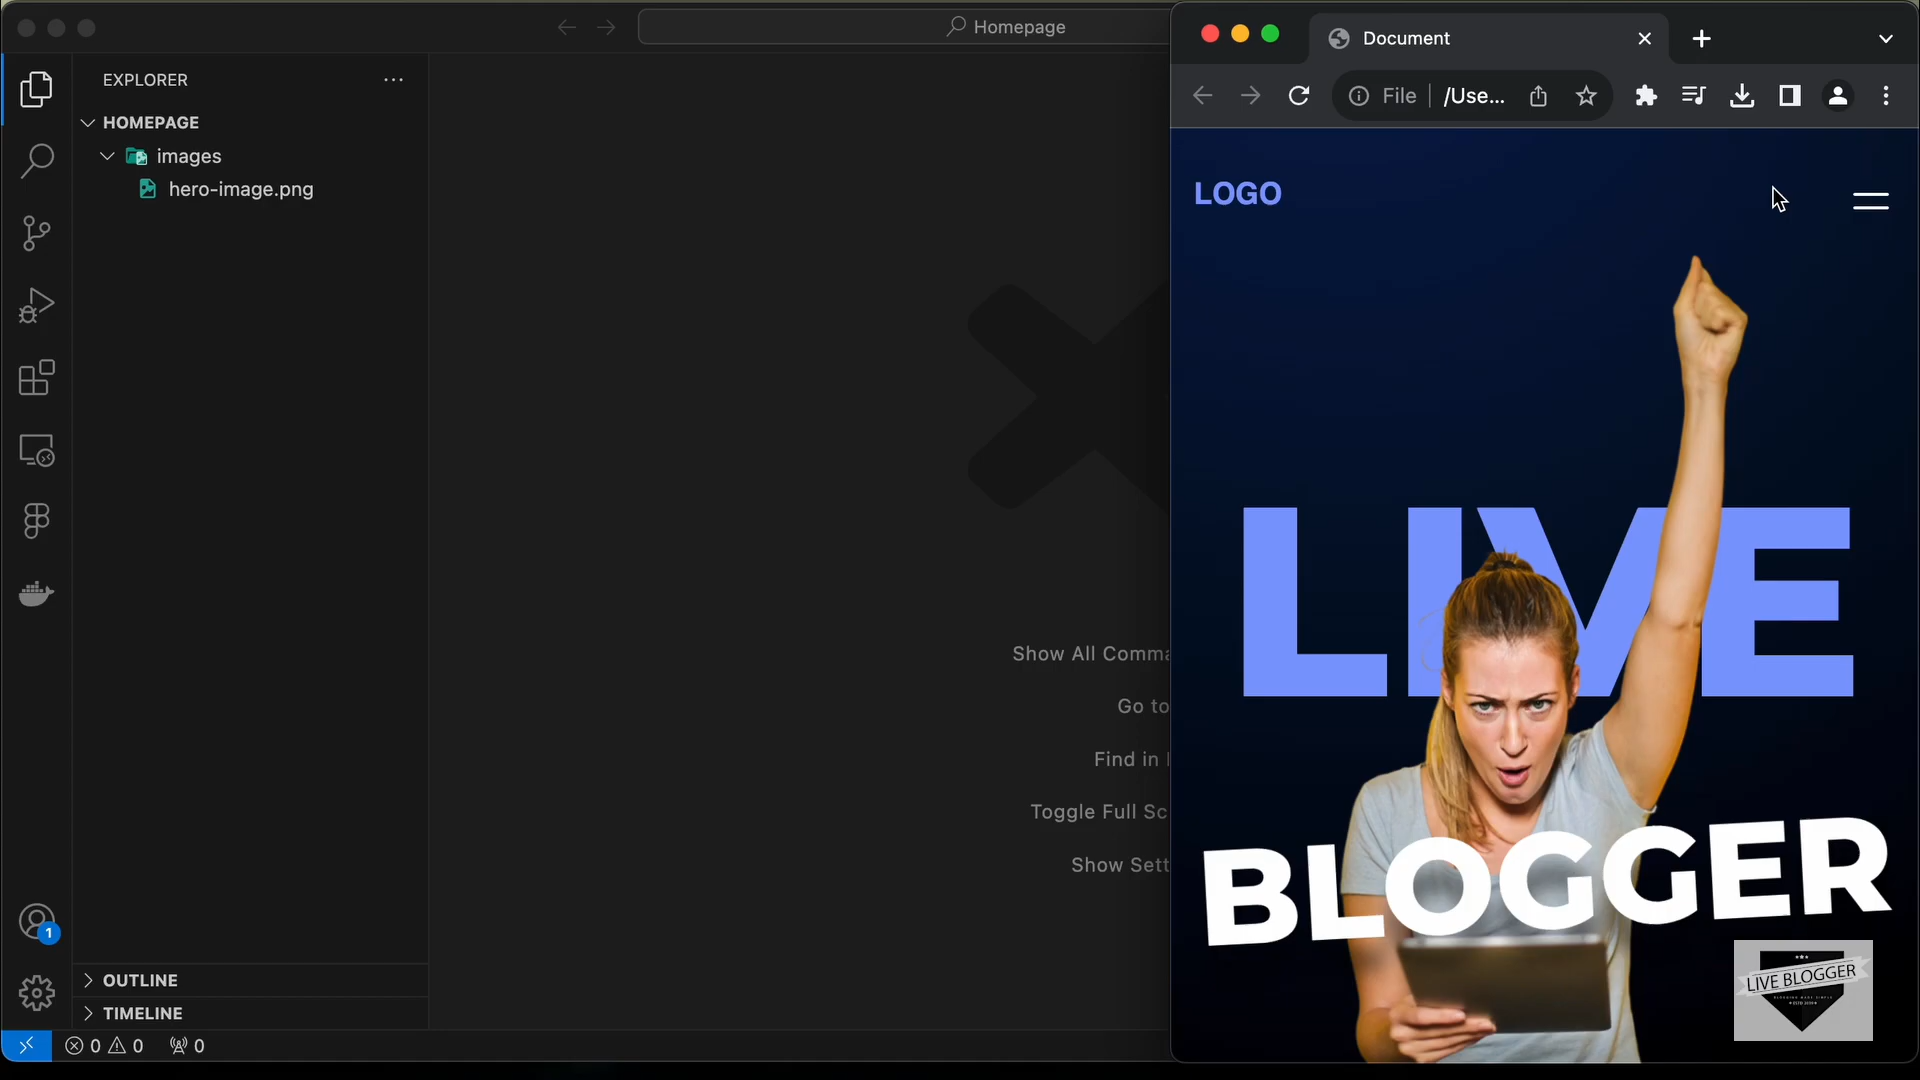 Homepage
EXPLORER
HOMEPAGE
images
hero-image.png
Show All Comma
Go to
Find in
Toggle Full Sc
Show Sett
1
OUTLINE
TIMELINE
0 0 0
Document
File /Use...
LOGO
LIVE
BLOGGER
LIVE BLOGGER